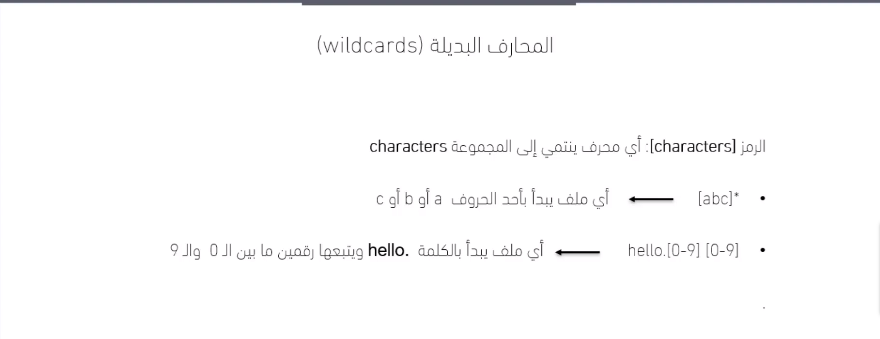 المحارف البديلة (wildcards)
الرمز [characters]: أي محرف ينتمي إلى المجموعة characters
• [abc]* ← أي ملف يبدأ بأحد الحروف a أو b أو c
• hello.[0-9] [0-9] ← أي ملف يبدأ بالكلمة hello. ويتبعها رقمين ما بين الـ 0 والـ 9
.